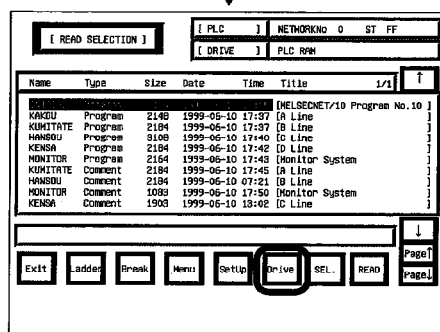 [ READ SELECTION ]
[ PLC ] NETWORKNo 0 ST FF
[ DRIVE ] PLC RAM
Name Type Size Date Time Title 1/1 ↑
[MELSECNET/10 Program No.10 ]
KAKOU Program 2148 1999-06-10 17:37 [A Line ]
KUMITATE Program 2184 1999-06-10 17:37 [B Line ]
HANSOU Program 3108 1999-06-10 17:40 [C Line ]
KENSA Program 2184 1999-06-10 17:42 [D Line ]
MONITOR Program 2164 1999-06-10 17:43 [Monitor System ]
KUMITATE Comment 2184 1999-06-10 17:45 [A Line ]
HANSOU Comment 2184 1999-06-10 07:21 [B Line ]
MONITOR Comment 1083 1999-06-10 17:50 [Monitor System ]
KENSA Comment 1903 1999-06-10 13:02 [C Line ]
↓
Exit Ladder Break Menu SetUp Drive SEL. READ Page↑
Page↓